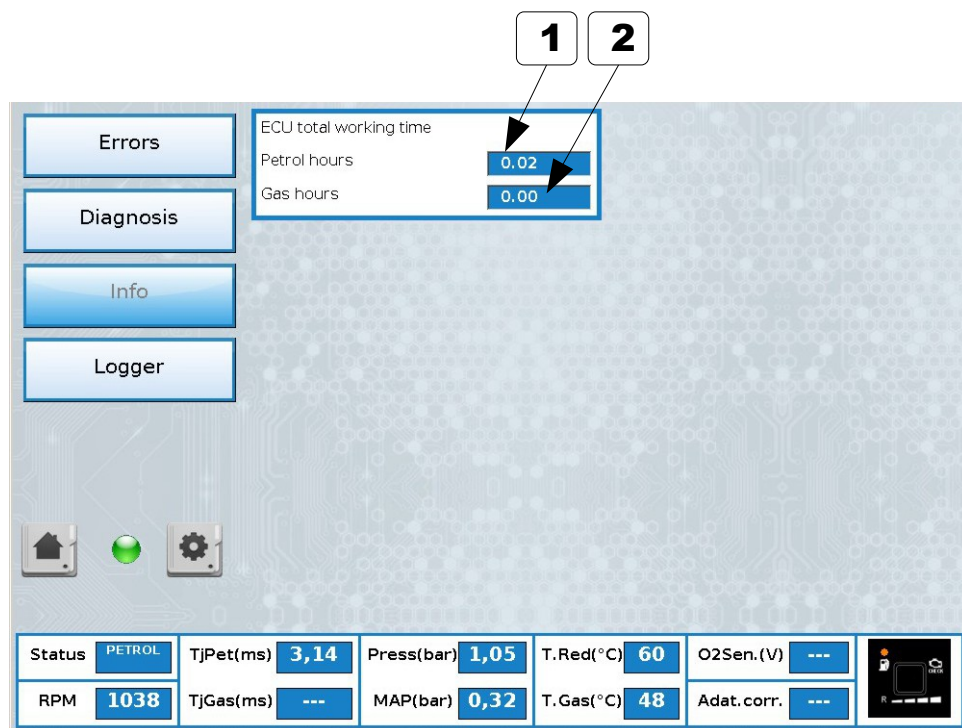 1 2
Errors
Diagnosis
Info
Logger
ECU total working time
Petrol hours 0.02
Gas hours 0.00
Status PETROL TjPet(ms) 3,14 Press(bar) 1,05 T.Red(°C) 60 O2Sen.(V) ---
RPM 1038 TjGas(ms) --- MAP(bar) 0,32 T.Gas(°C) 48 Adat.corr. ---
CHECK
R